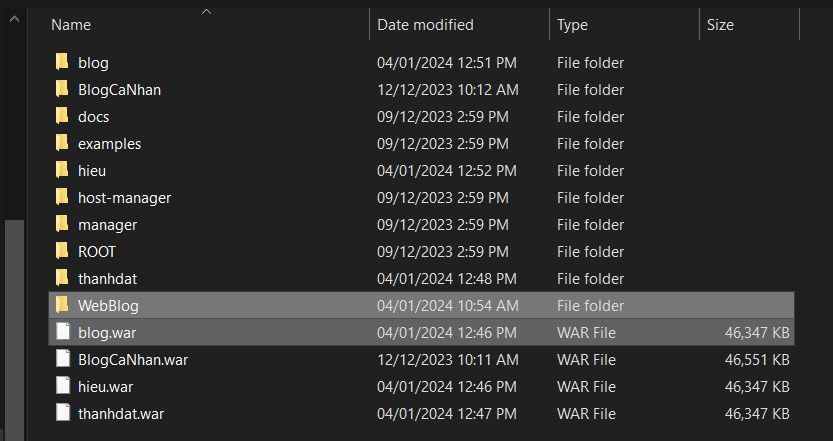 Name Date modified Type Size
blog 04/01/2024 12:51 PM File folder
BlogCaNhan 12/12/2023 10:12 AM File folder
docs 09/12/2023 2:59 PM File folder
examples 09/12/2023 2:59 PM File folder
hieu 04/01/2024 12:52 PM File folder
host-manager 09/12/2023 2:59 PM File folder
manager 09/12/2023 2:59 PM File folder
ROOT 09/12/2023 2:59 PM File folder
thanhdat 04/01/2024 12:48 PM File folder
WebBlog 04/01/2024 10:54 AM File folder
blog.war 04/01/2024 12:46 PM WAR File 46,347 KB
BlogCaNhan.war 12/12/2023 10:11 AM WAR File 46,551 KB
hieu.war 04/01/2024 12:46 PM WAR File 46,347 KB
thanhdat.war 04/01/2024 12:47 PM WAR File 46,347 KB